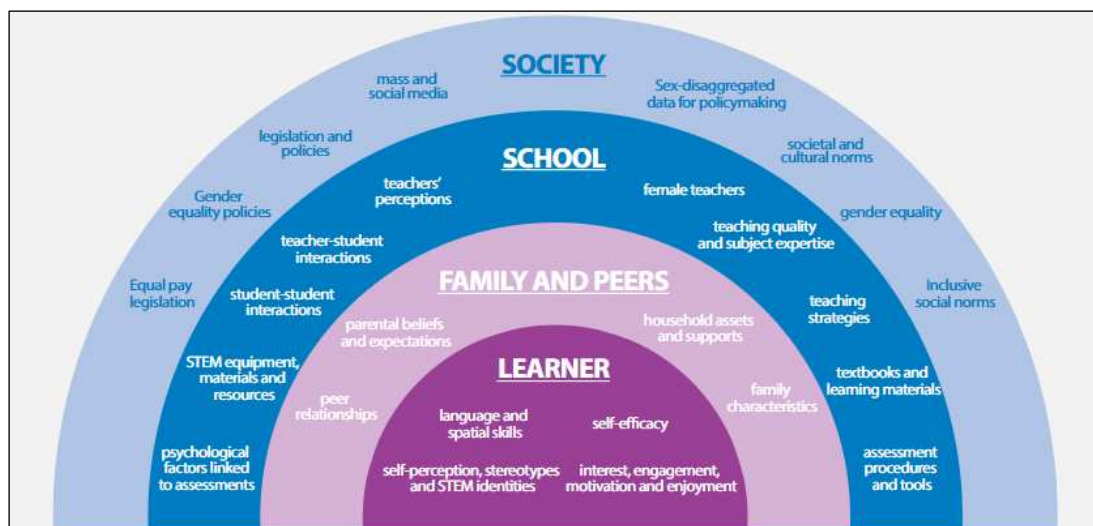 SOCIETY
mass and
social media
Sex-disaggregated
data for policymaking
legislation and
policies
societal and
cultural norms
Gender
equality policies
gender equality
Equal pay
legislation
Inclusive
social norms
SCHOOL
teachers’
perceptions
female teachers
teacher-student
interactions
teaching quality
and subject expertise
student-student
interactions
teaching
strategies
STEM equipment,
materials and
resources
textbooks and
learning materials
psychological
factors linked
to assessments
assessment
procedures
and tools
FAMILY AND PEERS
parental beliefs
and expectations
household assets
and supports
peer
relationships
family
characteristics
LEARNER
language and
spatial skills
self-efficacy
self-perception, stereotypes
and STEM identities
interest, engagement,
motivation and enjoyment